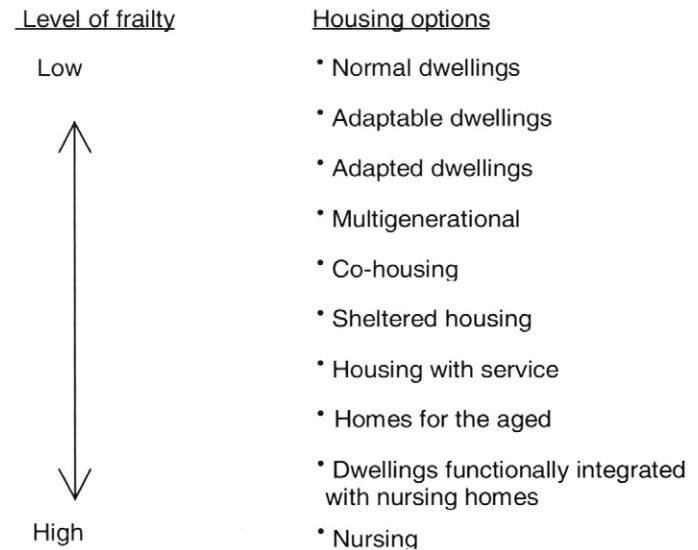 Level of frailty
Housing options
Low
• Normal dwellings
• Adaptable dwellings
• Adapted dwellings
• Multigenerational
• Co-housing
• Sheltered housing
• Housing with service
• Homes for the aged
• Dwellings functionally integrated
with nursing homes
High
• Nursing